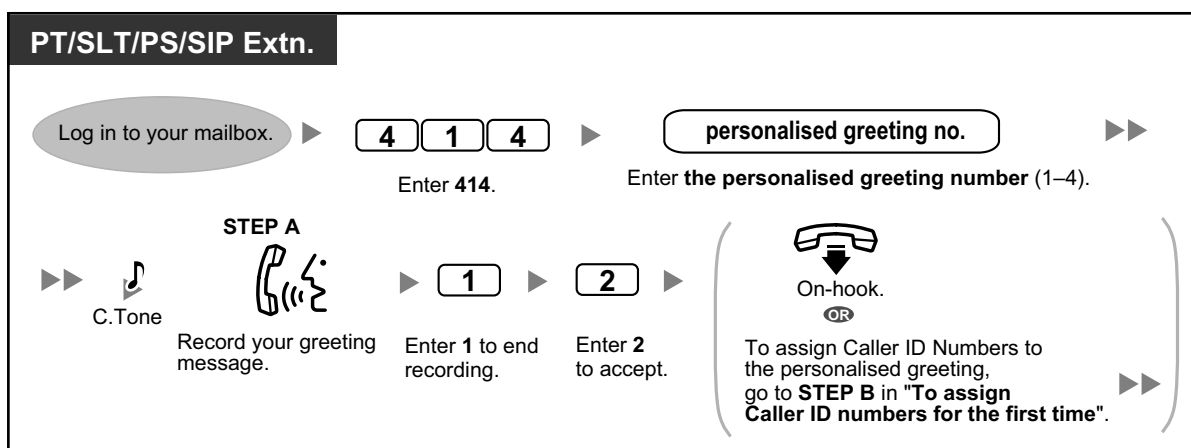 PT/SLT/PS/SIP Extn.
Log in to your mailbox.
4 1 4
personalised greeting no.
Enter 414.
Enter the personalised greeting number (1–4).
STEP A
C.Tone
Record your greeting
message.
1
Enter 1 to end
recording.
2
Enter 2
to accept.
On-hook.
OR
To assign Caller ID Numbers to
the personalised greeting,
go to STEP B in "To assign
Caller ID numbers for the first time".